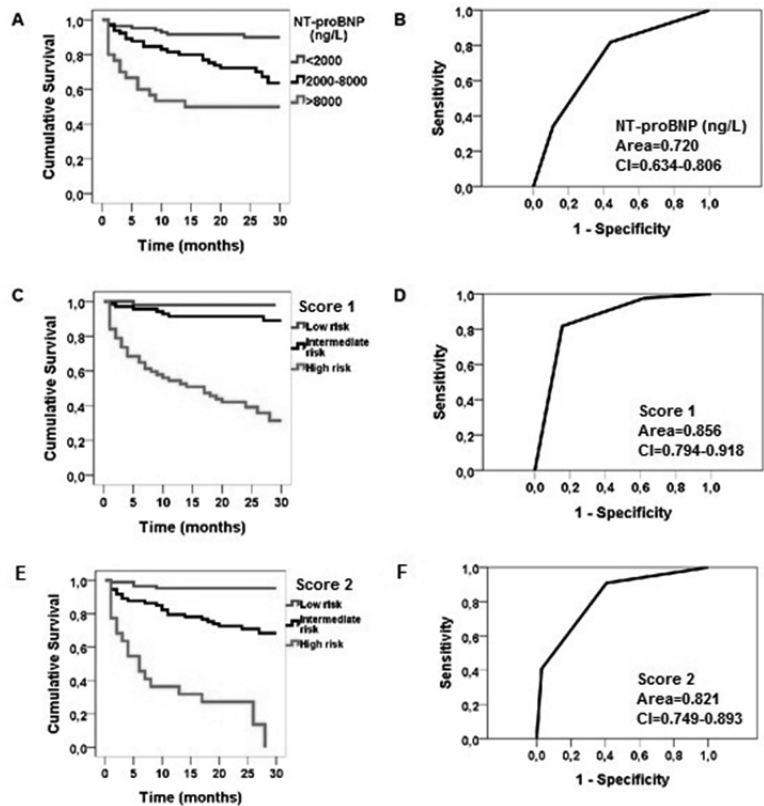 A
NT-proBNP
(ng/L)
<2000
2000-8000
>8000
Cumulative Survival
1,0
0,8
0,6
0,4
0,2
0,0
0 5 10 15 20 25 30
Time (months)
B
Sensitivity
1,0
0,8
0,6
0,4
0,2
0,0
NT-proBNP (ng/L)
Area=0.720
CI=0.634-0.806
0,0 0,2 0,4 0,6 0,8 1,0
1 - Specificity
C
Score 1
Low risk
Intermediate
risk
High risk
Cumulative Survival
1,0
0,8
0,6
0,4
0,2
0,0
0 5 10 15 20 25 30
Time (months)
D
Sensitivity
1,0
0,8
0,6
0,4
0,2
0,0
Score 1
Area=0.856
CI=0.794-0.918
0,0 0,2 0,4 0,6 0,8 1,0
1 - Specificity
E
Score 2
Low risk
Intermediate
risk
High risk
Cumulative Survival
1,0
0,8
0,6
0,4
0,2
0,0
0 5 10 15 20 25 30
Time (months)
F
Sensitivity
1,0
0,8
0,6
0,4
0,2
0,0
Score 2
Area=0.821
CI=0.749-0.893
0,0 0,2 0,4 0,6 0,8 1,0
1 - Specificity